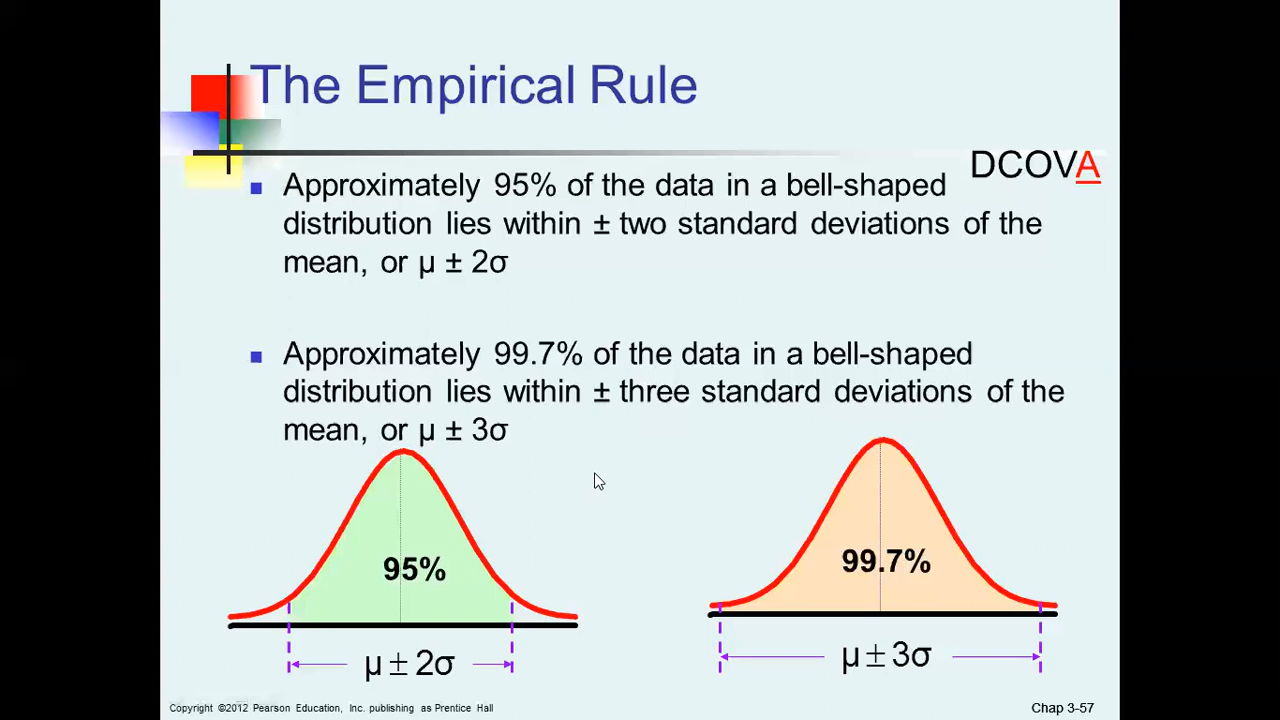 The Empirical Rule
DCOVA
Approximately 95% of the data in a bell-shaped
distribution lies within ± two standard deviations of the
mean, or µ ± 2σ
Approximately 99.7% of the data in a bell-shaped
distribution lies within ± three standard deviations of the
mean, or µ ± 3σ
95%
99.7%
μ ± 2σ
μ ± 3σ
Copyright ©2012 Pearson Education, Inc. publishing as Prentice Hall
Chap 3-57